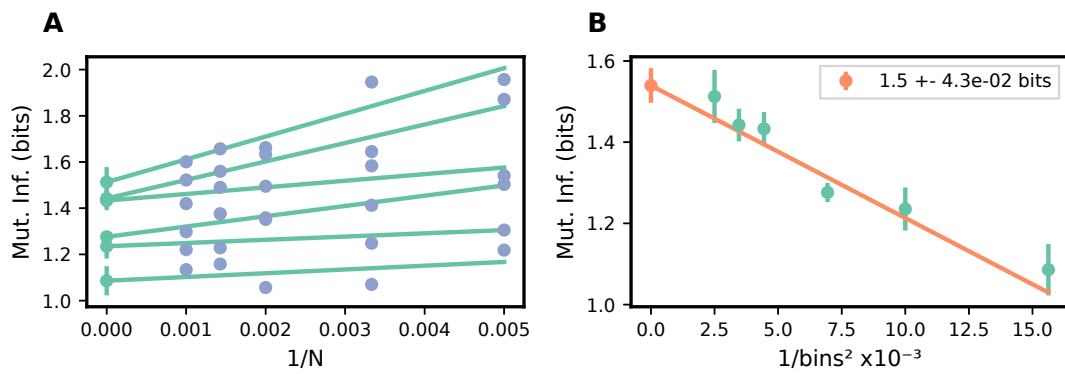 A
2.0
1.8
1.6
1.4
1.2
1.0
Mut. Inf. (bits)
0.000 0.001 0.002 0.003 0.004 0.005
1/N
B
1.6
1.4
1.2
1.0
Mut. Inf. (bits)
1.5 +- 4.3e-02 bits
0.0 2.5 5.0 7.5 10.0 12.5 15.0
1/bins² x10⁻³